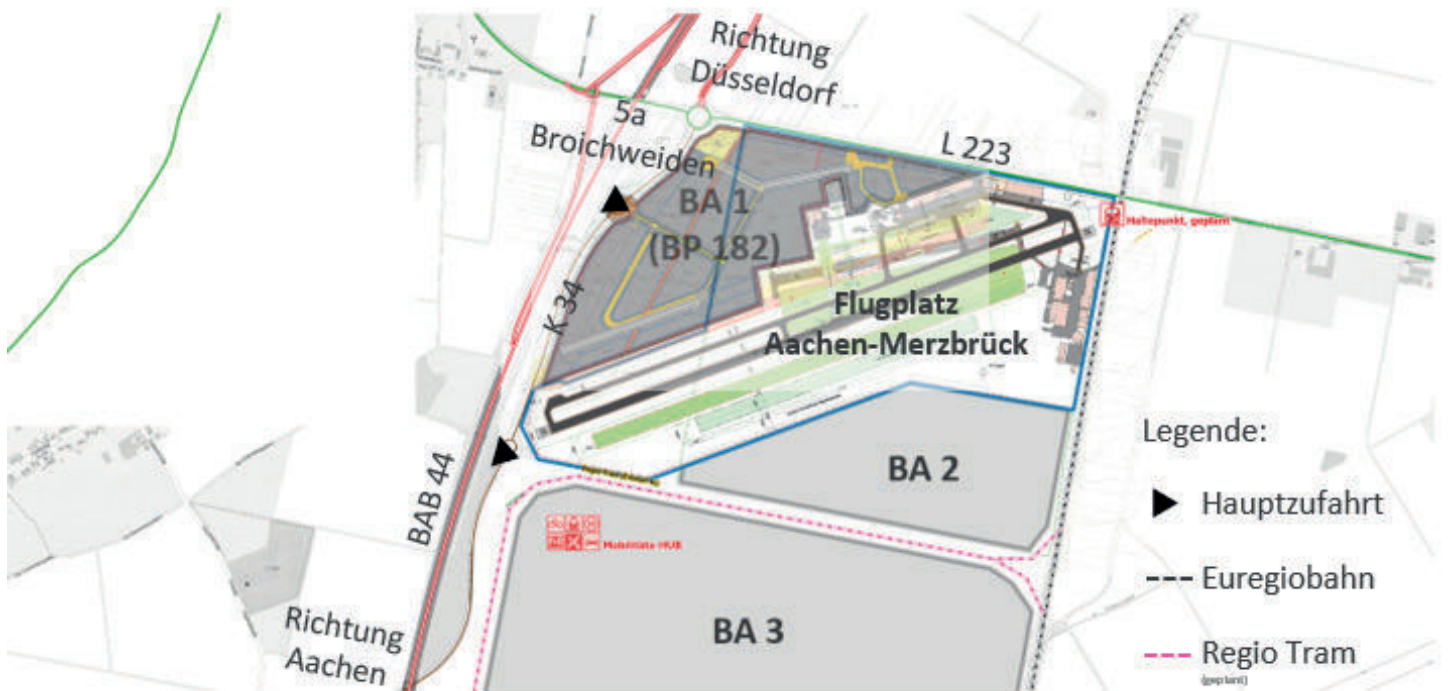 Richtung
Düsseldorf
5a
Broichweiden
L 223
BA 1
(BP 182)
Haltepunkt, geplant
K 34
Flugplatz
Aachen-Merzbrück
BAB 44
BA 2
Mobilitäts HUB
BA 3
Richtung
Aachen
Legende:
Hauptzufahrt
Euregiobahn
Regio Tram
(geplant)